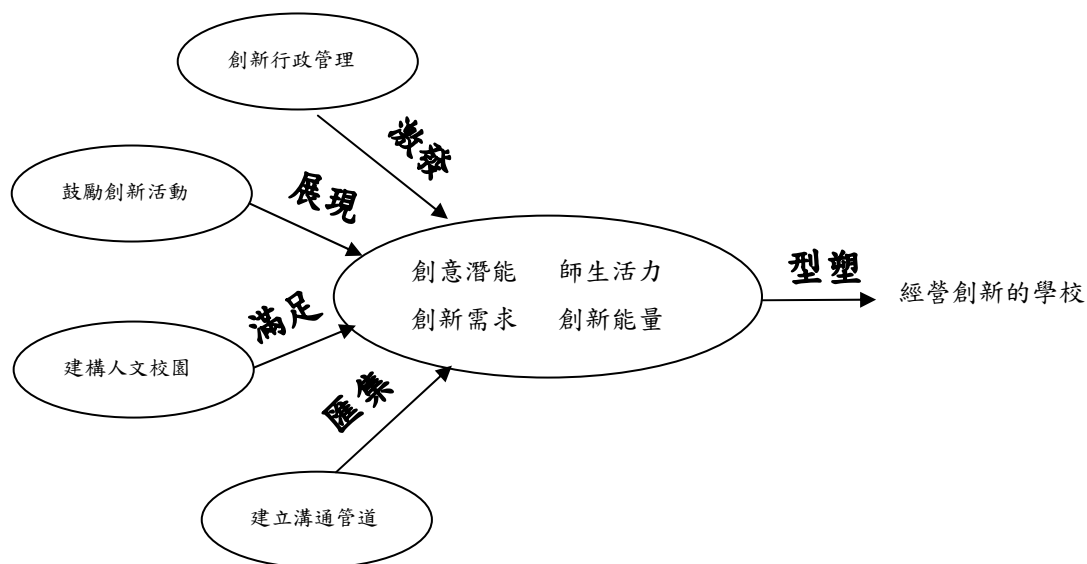 創新行政管理
激發
鼓勵創新活動
展現
創意潛能 師生活力
創新需求 創新能量
型塑
經營創新的學校
滿足
建構人文校園
匯集
建立溝通管道